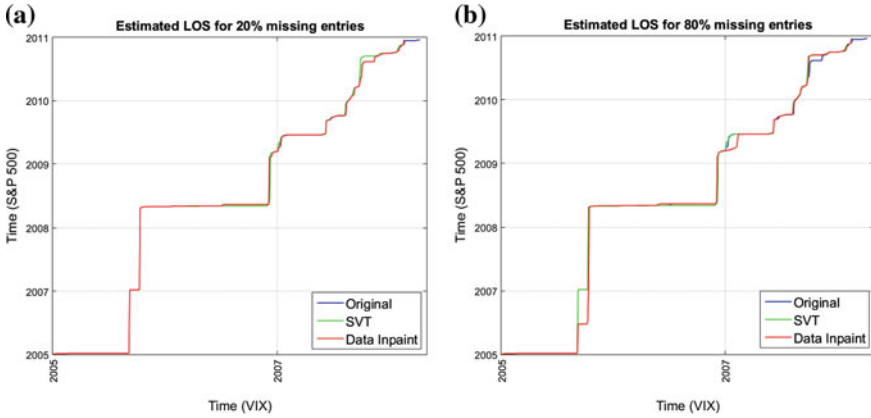 (a)
Estimated LOS for 20% missing entries
2011
2010
2009
2008
2007
2005
Time (S&P 500)
Original
SVT
Data Inpaint
2005
2007
Time (VIX)
(b)
Estimated LOS for 80% missing entries
2011
2010
2009
2008
2007
2005
Time (S&P 500)
Original
SVT
Data Inpaint
2005
2007
Time (VIX)